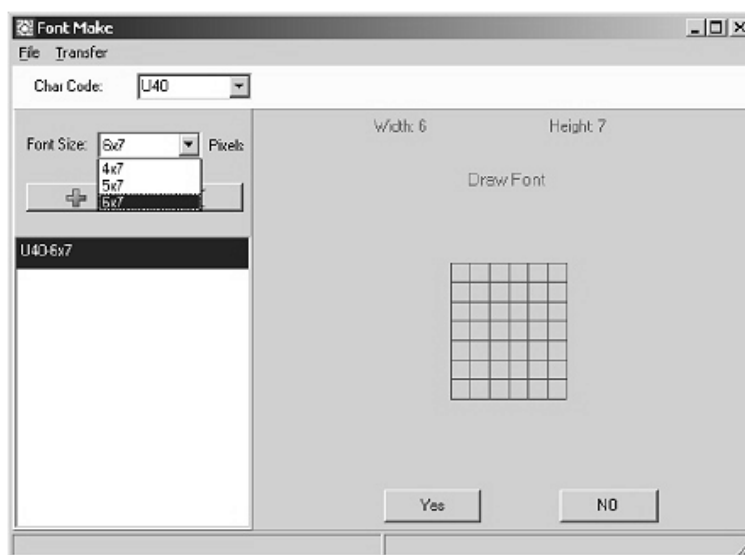 Font Make
File Transfer
Char Code: U40
Font Size: 6x7 Pixels
4x7
5x7
6x7
U40-6x7
Width: 6 Height: 7
Draw Font
Yes NO